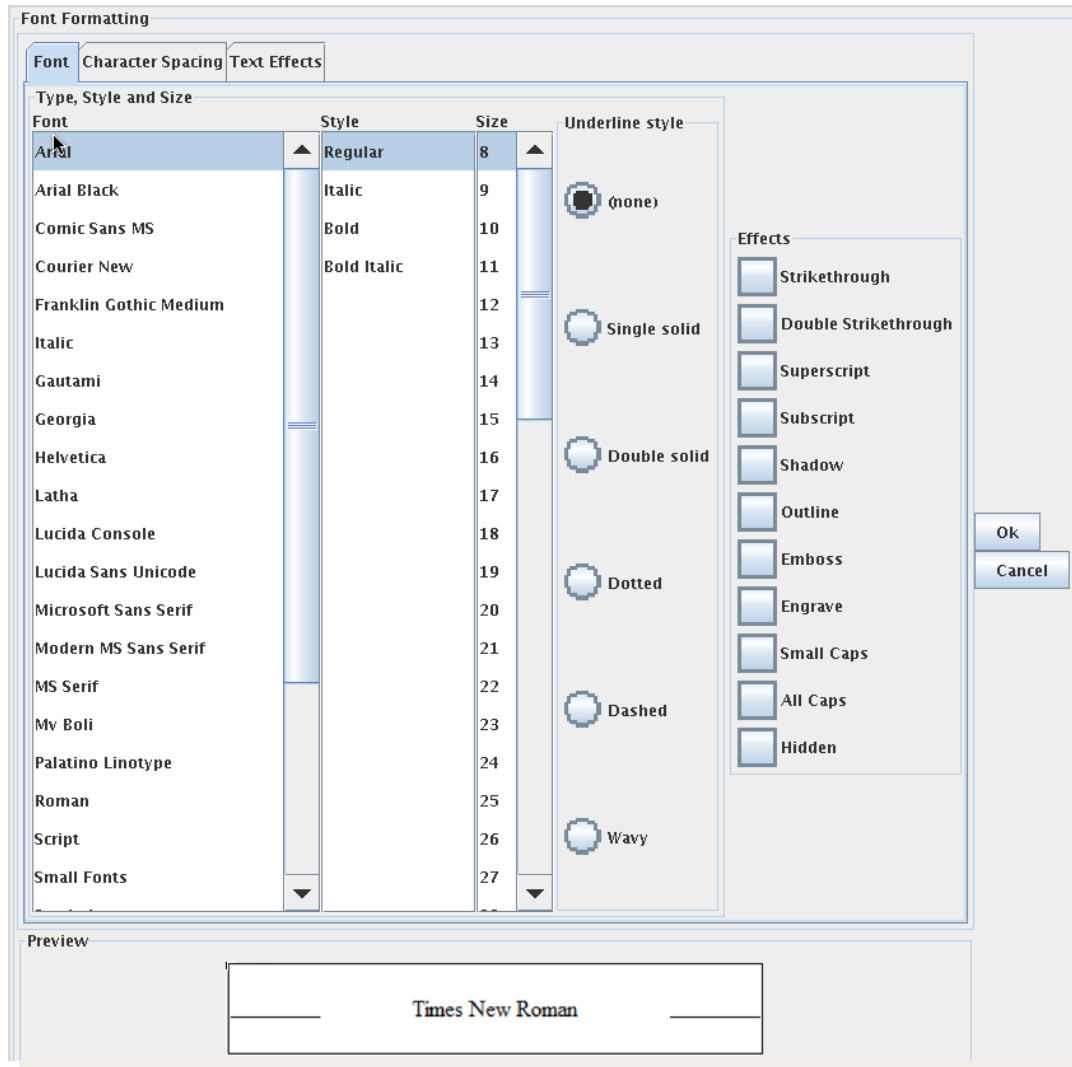 Font Formatting
Font Character Spacing Text Effects
Type, Style and Size
Font Style Size
Arial Regular 8
Arial Black Italic 9
Comic Sans MS Bold 10
Courier New Bold Italic 11
Franklin Gothic Medium 12
Italic 13
Gautami 14
Georgia 15
Helvetica 16
Latha 17
Lucida Console 18
Lucida Sans Unicode 19
Microsoft Sans Serif 20
Modern MS Sans Serif 21
MS Serif 22
Mv Boli 23
Palatino Linotype 24
Roman 25
Script 26
Small Fonts 27
Underline style
(none)
Single solid
Double solid
Dotted
Dashed
Wavy
Effects
Strikethrough
Double Strikethrough
Superscript
Subscript
Shadow
Outline
Emboss
Engrave
Small Caps
All Caps
Hidden
Ok
Cancel
Preview
Times New Roman